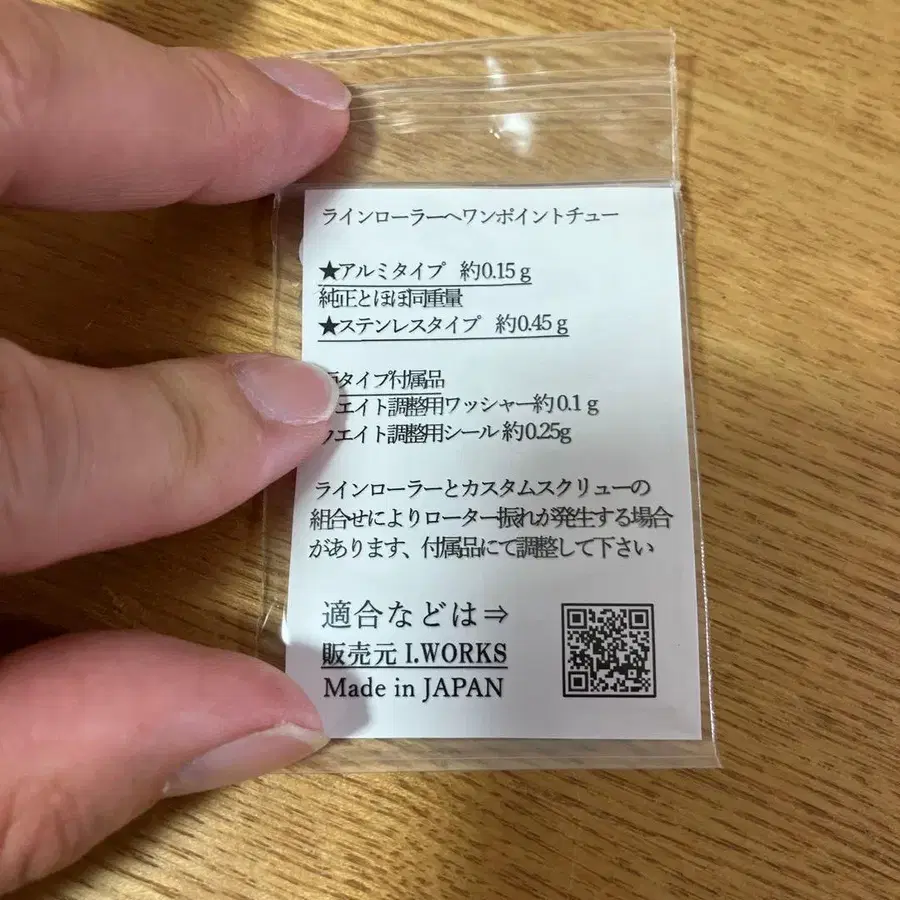 ラインローラーへワンポイントチュー
★アルミタイプ 約0.15g
純正とほぼ同重量
★ステンレスタイプ 約0.45g
タイプ付属品
エイト調整用ワッシャー約0.1g
ウエイト調整用シール約0.25g
ラインローラーとカスタムスクリューの
組合せによりローター振れが発生する場合
があります、付属品にて調整して下さい
適合などは⇒
販売元 I.WORKS
Made in JAPAN